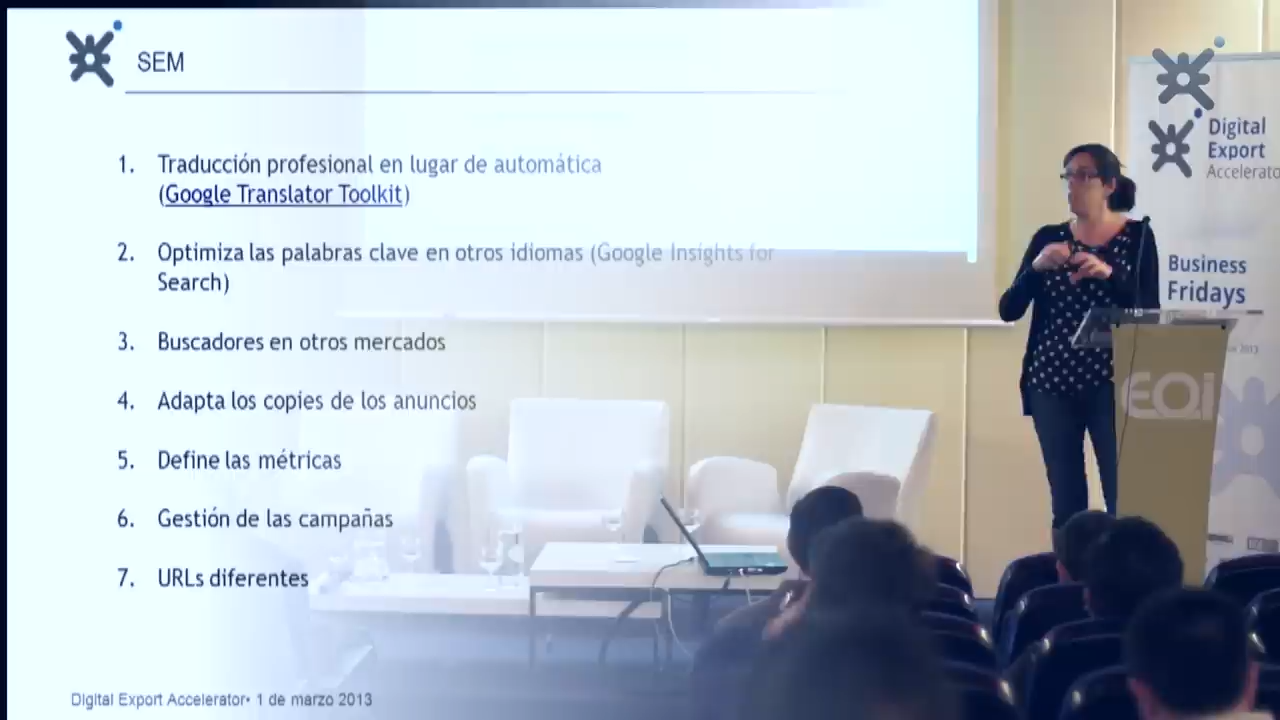 SEM
1. Traducción profesional en lugar de automática
(Google Translator Toolkit)
2. Optimiza las palabras clave en otros idiomas (Google Insights for
Search)
3. Buscadores en otros mercados
4. Adapta los copies de los anuncios
5. Define las métricas
6. Gestión de las campañas
7. URLs diferentes
Digital Export Accelerator• 1 de marzo 2013
Digital
Export
Accelerato
Business
Fridays
2013
EOi